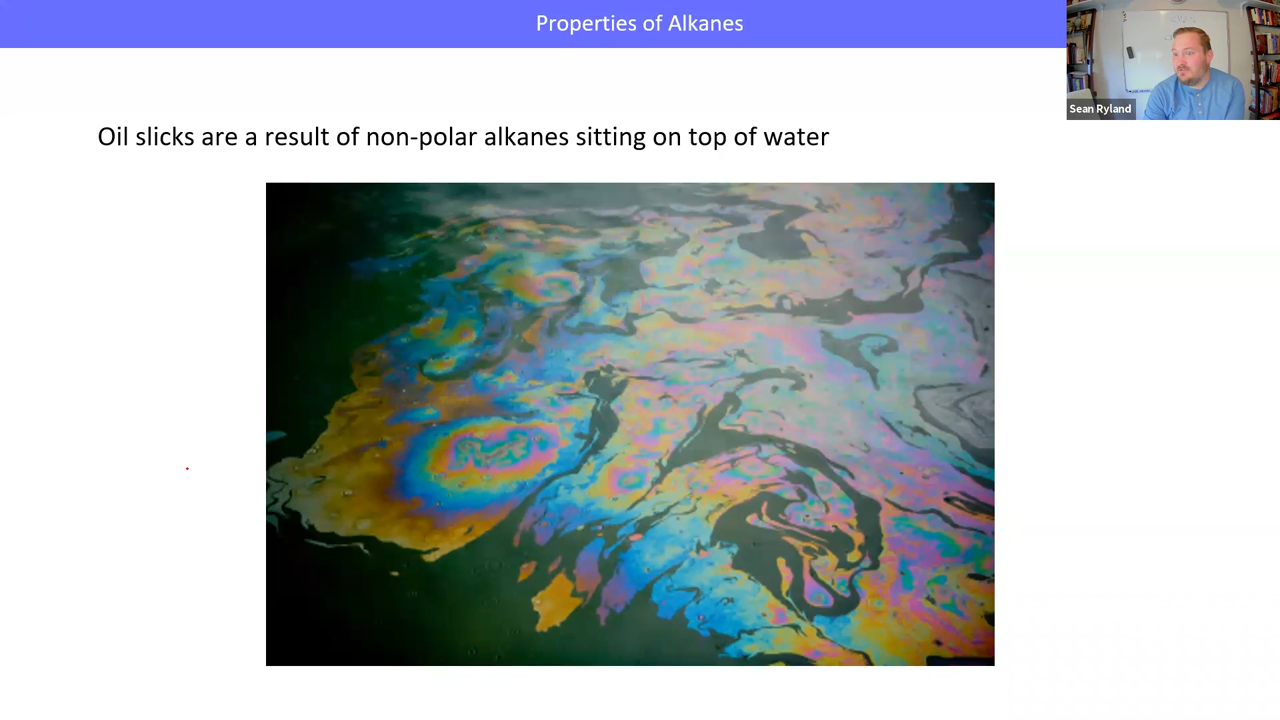 Properties of Alkanes
Sean Ryland
Oil slicks are a result of non-polar alkanes sitting on top of water